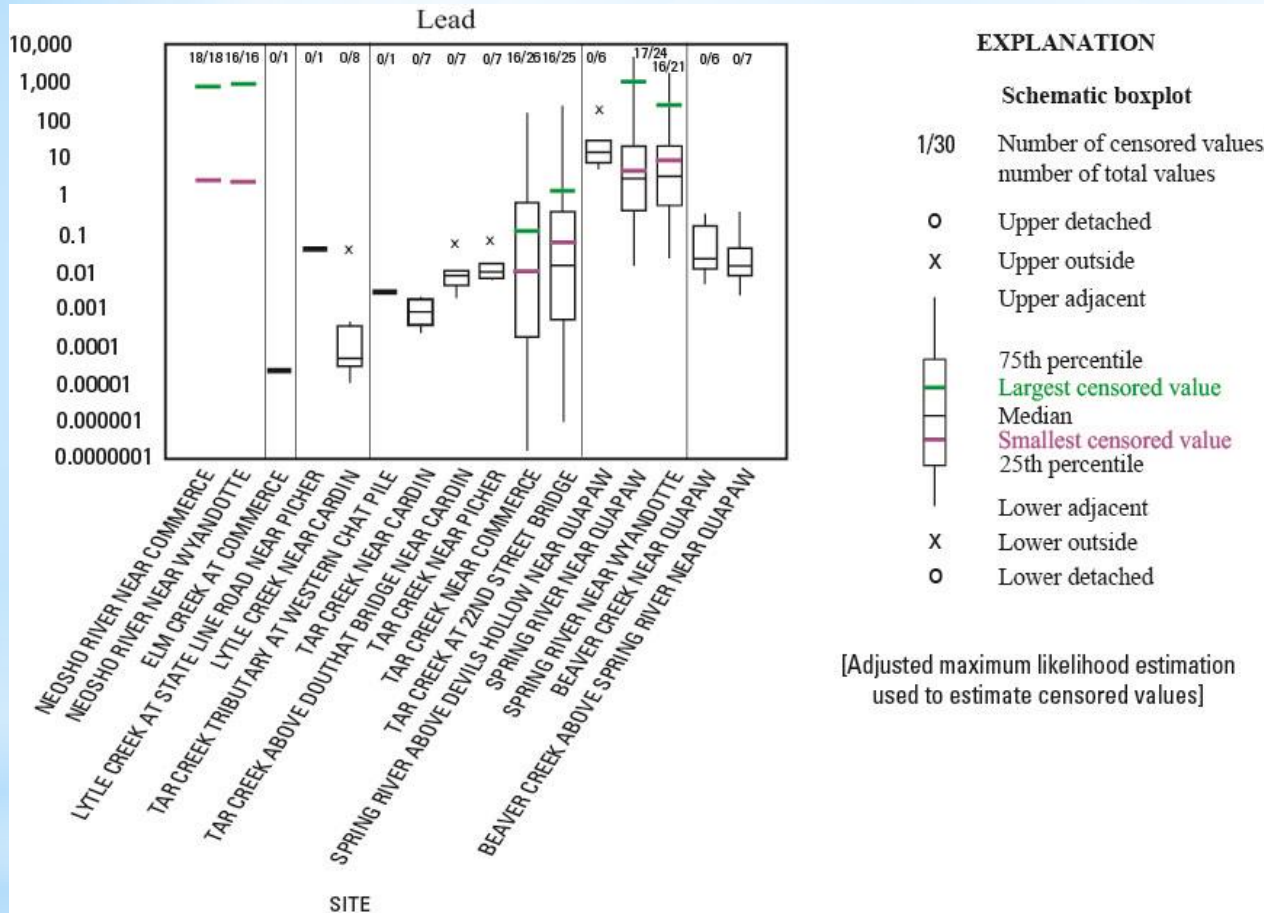 Lead
10,000
1,000
100
10
1
0.1
0.01
0.001
0.0001
0.00001
0.000001
0.0000001
18/18 16/16 0/1 0/1 0/8 0/1 0/7 0/7 0/7 16/26 16/25 0/6 17/24 16/21 0/6 0/7
NEOSHO RIVER NEAR COMMERCE
NEOSHO RIVER NEAR WYANDOTTE
ELM CREEK AT COMMERCE
LYTLE CREEK AT STATE LINE ROAD NEAR PICHER
LYTLE CREEK NEAR CARDIN
TAR CREEK TRIBUTARY AT WESTERN CHAT PILE
TAR CREEK NEAR CARDIN
TAR CREEK ABOVE DOUTHAT BRIDGE NEAR CARDIN
TAR CREEK NEAR PICHER
TAR CREEK NEAR COMMERCE
TAR CREEK AT 22ND STREET BRIDGE
SPRING RIVER ABOVE DEVILS HOLLOW NEAR QUAPAW
SPRING RIVER NEAR QUAPAW
SPRING RIVER NEAR WYANDOTTE
BEAVER CREEK NEAR QUAPAW
BEAVER CREEK ABOVE SPRING RIVER NEAR QUAPAW
SITE
EXPLANATION
Schematic boxplot
1/30 Number of censored values
number of total values
O Upper detached
X Upper outside
Upper adjacent
75th percentile
Largest censored value
Median
Smallest censored value
25th percentile
Lower adjacent
X Lower outside
O Lower detached
[Adjusted maximum likelihood estimation
used to estimate censored values]